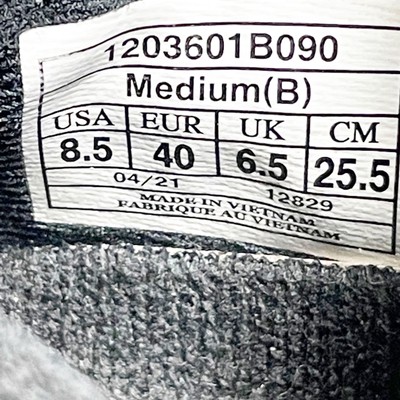 1203601B090
Medium(B)
USA EUR UK CM
8.5 40 6.5 25.5
04/21 12829
MADE IN VIETNAM
FABRIQUE AU VIETNAM